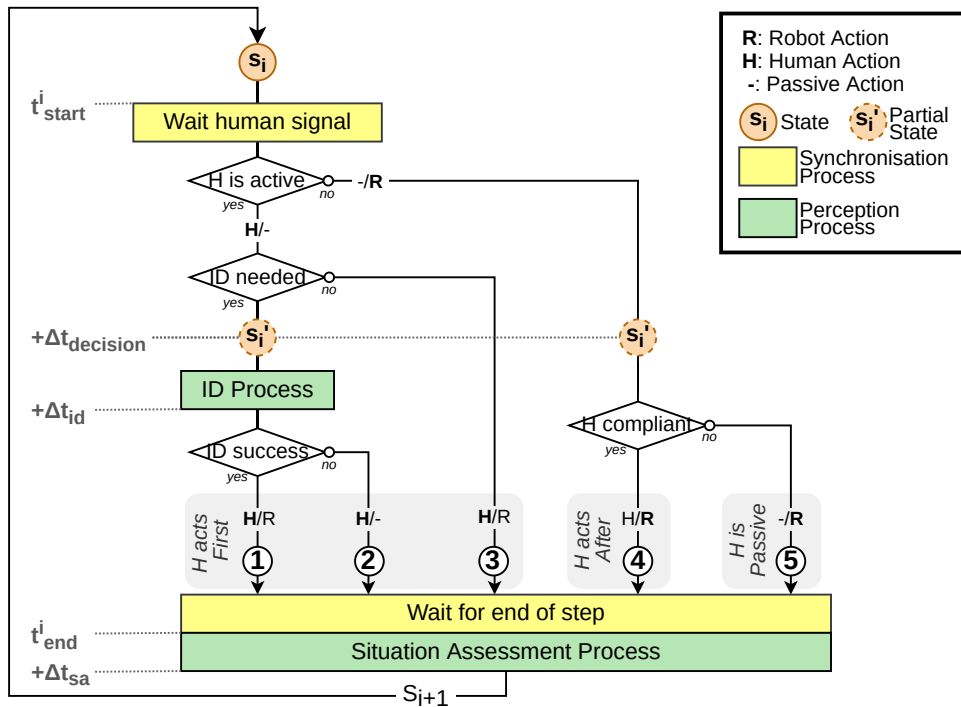 s_i
R: Robot Action
H: Human Action
-: Passive Action
s_i State
s_i' Partial
State
Synchronisation
Process
Perception
Process
t^i_start
Wait human signal
H is active
yes
no
-/R
H/-
ID needed
yes
no
+Δt_decision
s_i'
s_i'
ID Process
+Δt_id
ID success
yes
no
H compliant
yes
no
H acts
First
H/R
H/-
H/R
H acts
After
H/R
H is
Passive
-/R
1
2
3
4
5
Wait for end of step
t^i_end
Situation Assessment Process
+Δt_sa
S_i+1